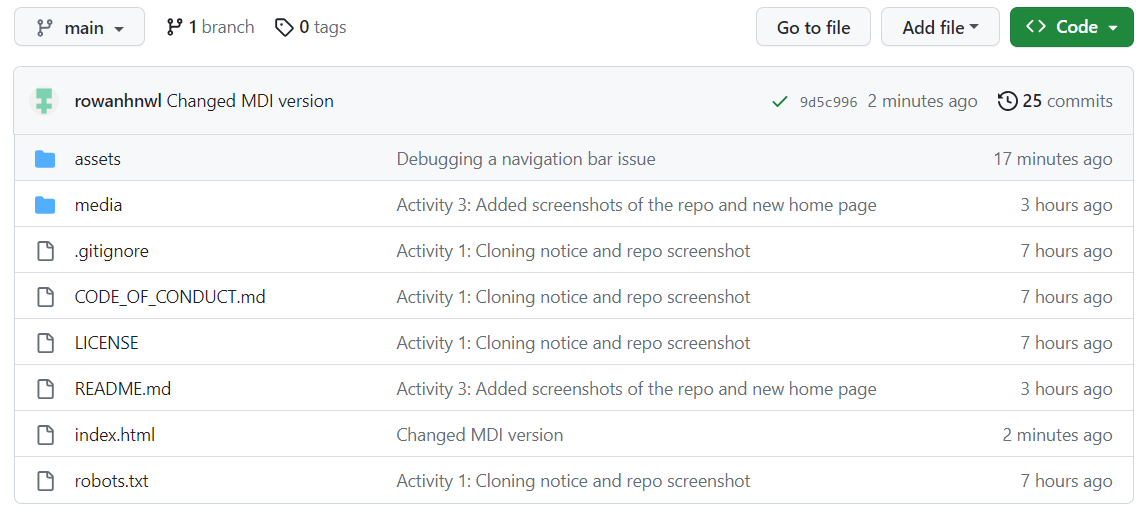 main 1 branch 0 tags Go to file Add file Code
rowanhnwl Changed MDI version 9d5c996 2 minutes ago 25 commits
assets Debugging a navigation bar issue 17 minutes ago
media Activity 3: Added screenshots of the repo and new home page 3 hours ago
.gitignore Activity 1: Cloning notice and repo screenshot 7 hours ago
CODE_OF_CONDUCT.md Activity 1: Cloning notice and repo screenshot 7 hours ago
LICENSE Activity 1: Cloning notice and repo screenshot 7 hours ago
README.md Activity 3: Added screenshots of the repo and new home page 3 hours ago
index.html Changed MDI version 2 minutes ago
robots.txt Activity 1: Cloning notice and repo screenshot 7 hours ago